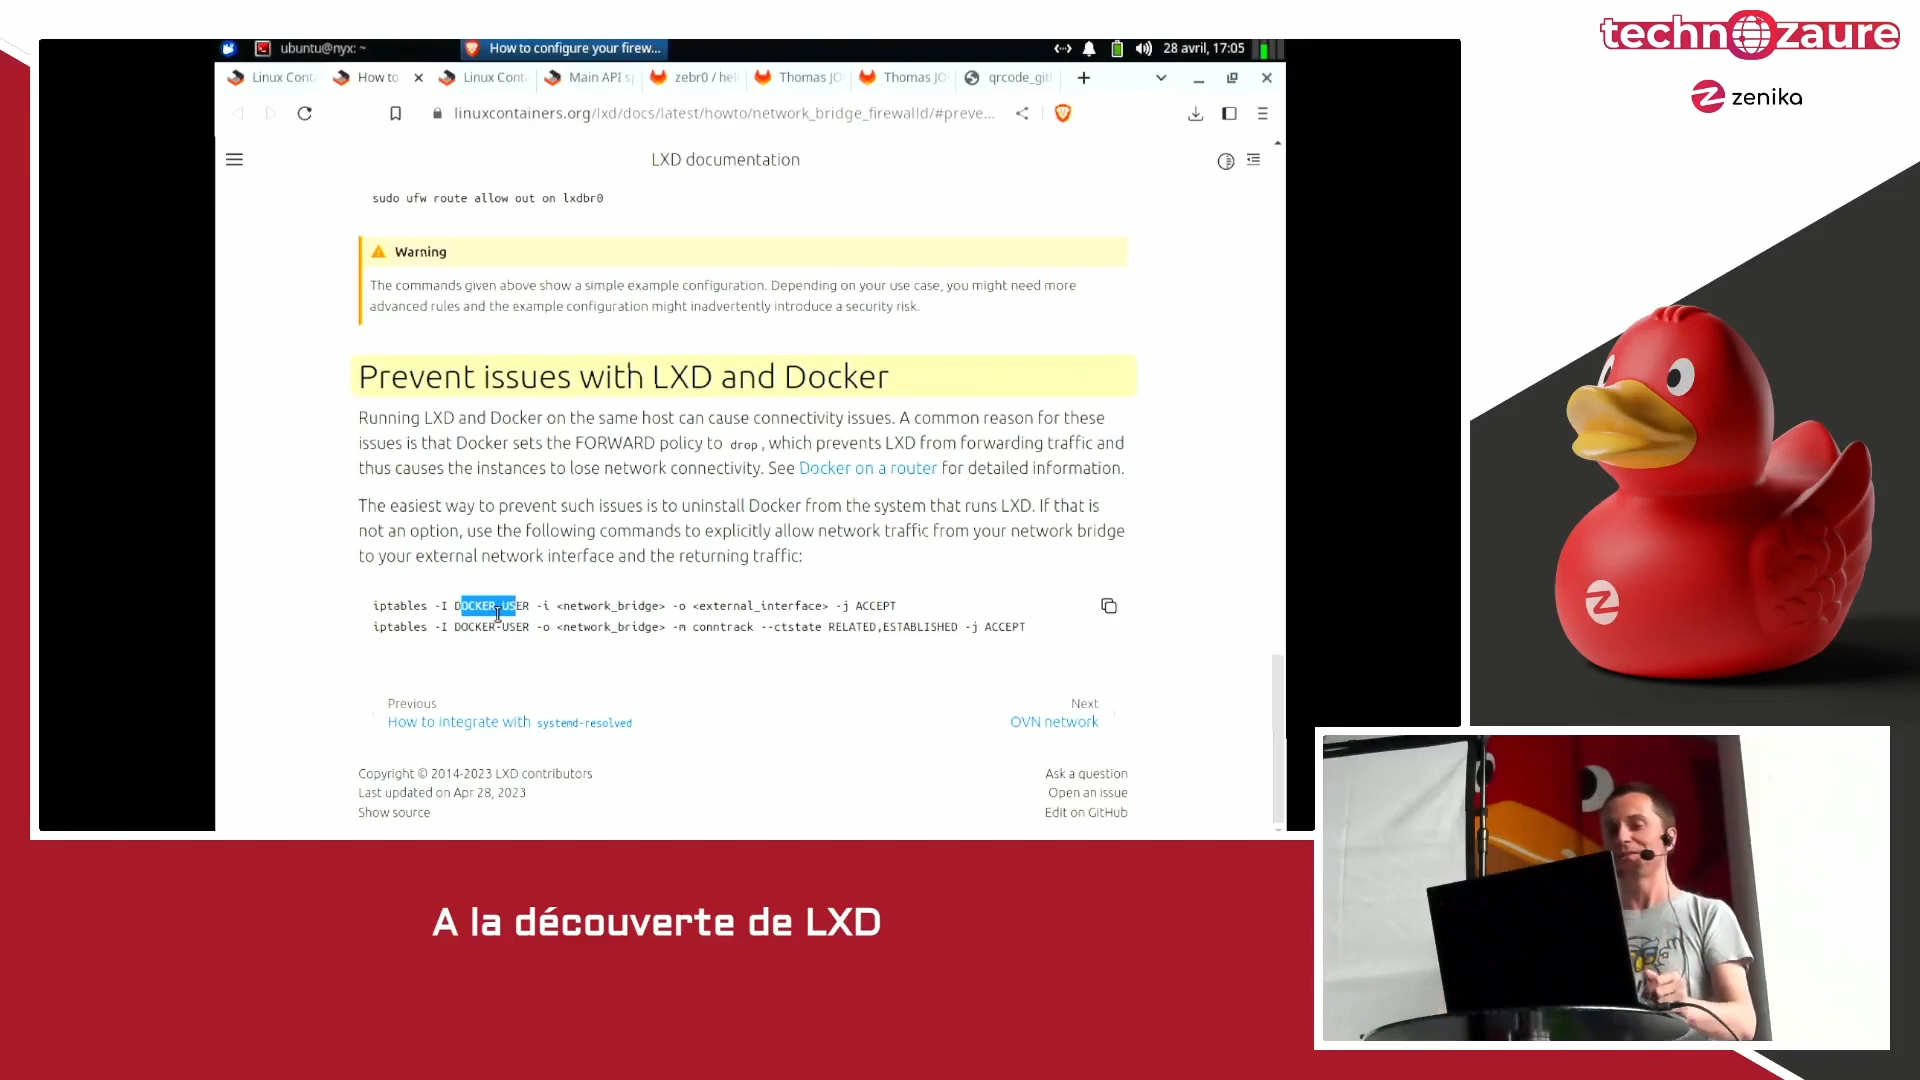 techn zaure
zenika
ubuntu@nyx: ~
How to configure your firew...
28 avril, 17:05
Linux Cont
How to
Linux Cont
Main API s
zebr0 / hel
Thomas JO
Thomas JO
qrcode_git
linuxcontainers.org/lxd/docs/latest/howto/network_bridge_firewalld/#preve...
LXD documentation
sudo ufw route allow out on lxdbr0
Warning
The commands given above show a simple example configuration. Depending on your use case, you might need more
advanced rules and the example configuration might inadvertently introduce a security risk.
Prevent issues with LXD and Docker
Running LXD and Docker on the same host can cause connectivity issues. A common reason for these
issues is that Docker sets the FORWARD policy to drop, which prevents LXD from forwarding traffic and
thus causes the instances to lose network connectivity. See Docker on a router for detailed information.
The easiest way to prevent such issues is to uninstall Docker from the system that runs LXD. If that is
not an option, use the following commands to explicitly allow network traffic from your network bridge
to your external network interface and the returning traffic:
iptables -I DOCKER-USER -i <network_bridge> -o <external_interface> -j ACCEPT
iptables -I DOCKER-USER -o <network_bridge> -m conntrack --ctstate RELATED,ESTABLISHED -j ACCEPT
Previous
How to integrate with systemd-resolved
Next
OVN network
Copyright © 2014-2023 LXD contributors
Last updated on Apr 28, 2023
Show source
Ask a question
Open an issue
Edit on GitHub
A la découverte de LXD